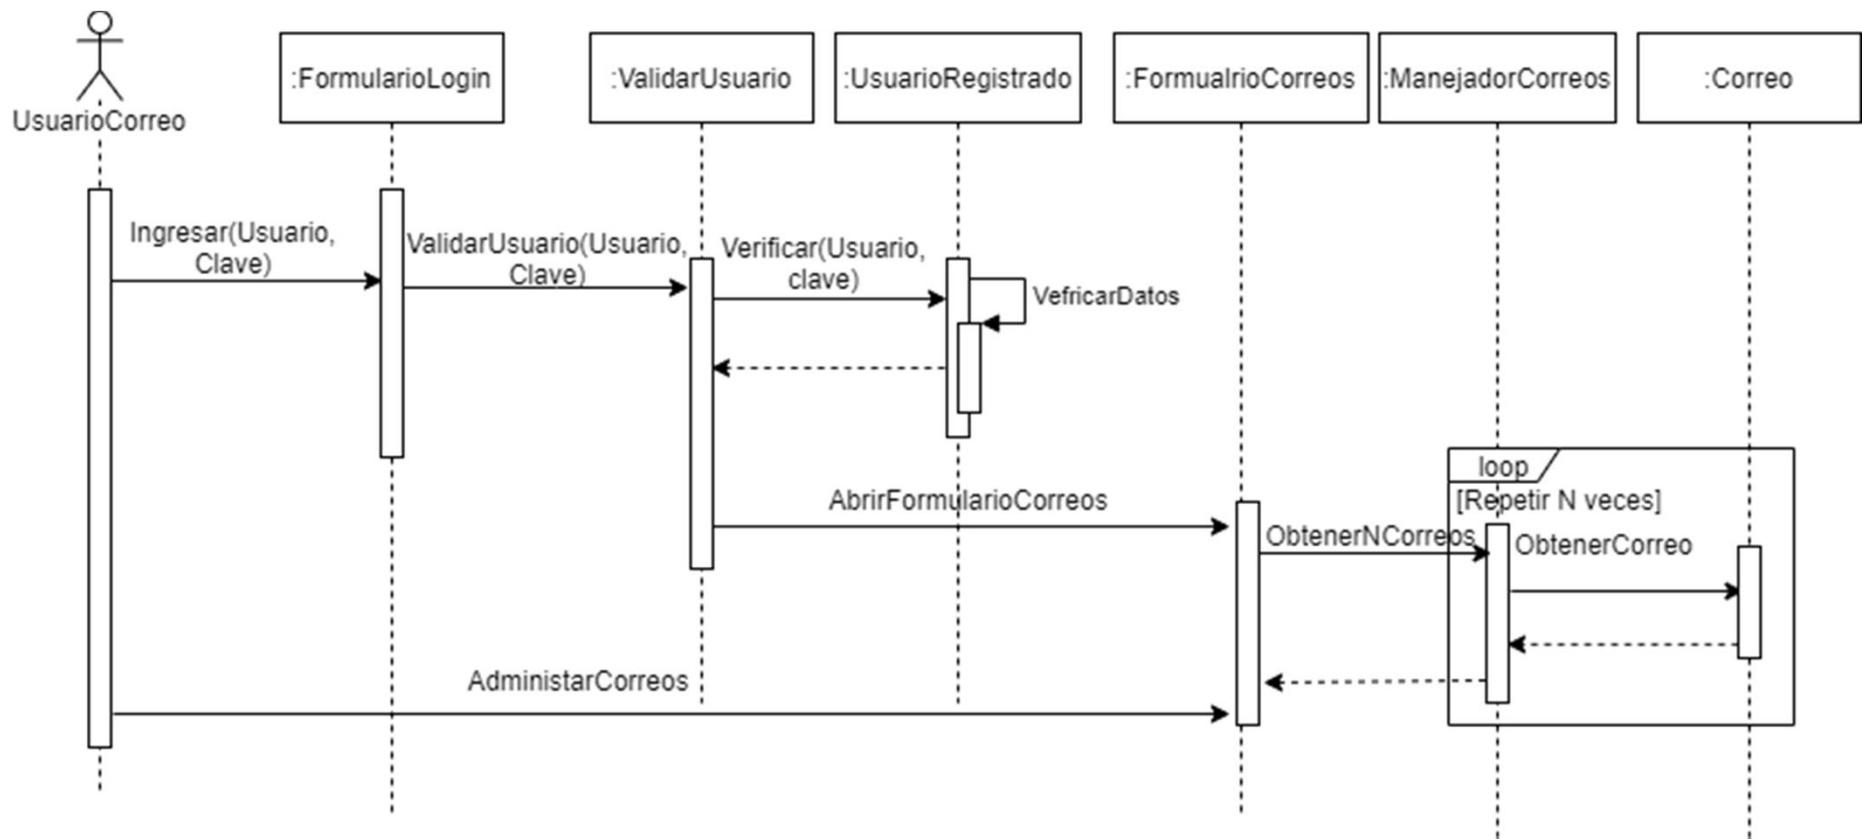 UsuarioCorreo
:FormularioLogin
:ValidarUsuario
:UsuarioRegistrado
:FormualrioCorreos
:ManejadorCorreos
:Correo
Ingresar(Usuario,
Clave)
ValidarUsuario(Usuario,
Clave)
Verificar(Usuario,
clave)
VefricarDatos
loop
[Repetir N veces]
AbrirFormularioCorreos
ObtenerNCorreos
ObtenerCorreo
AdministarCorreos